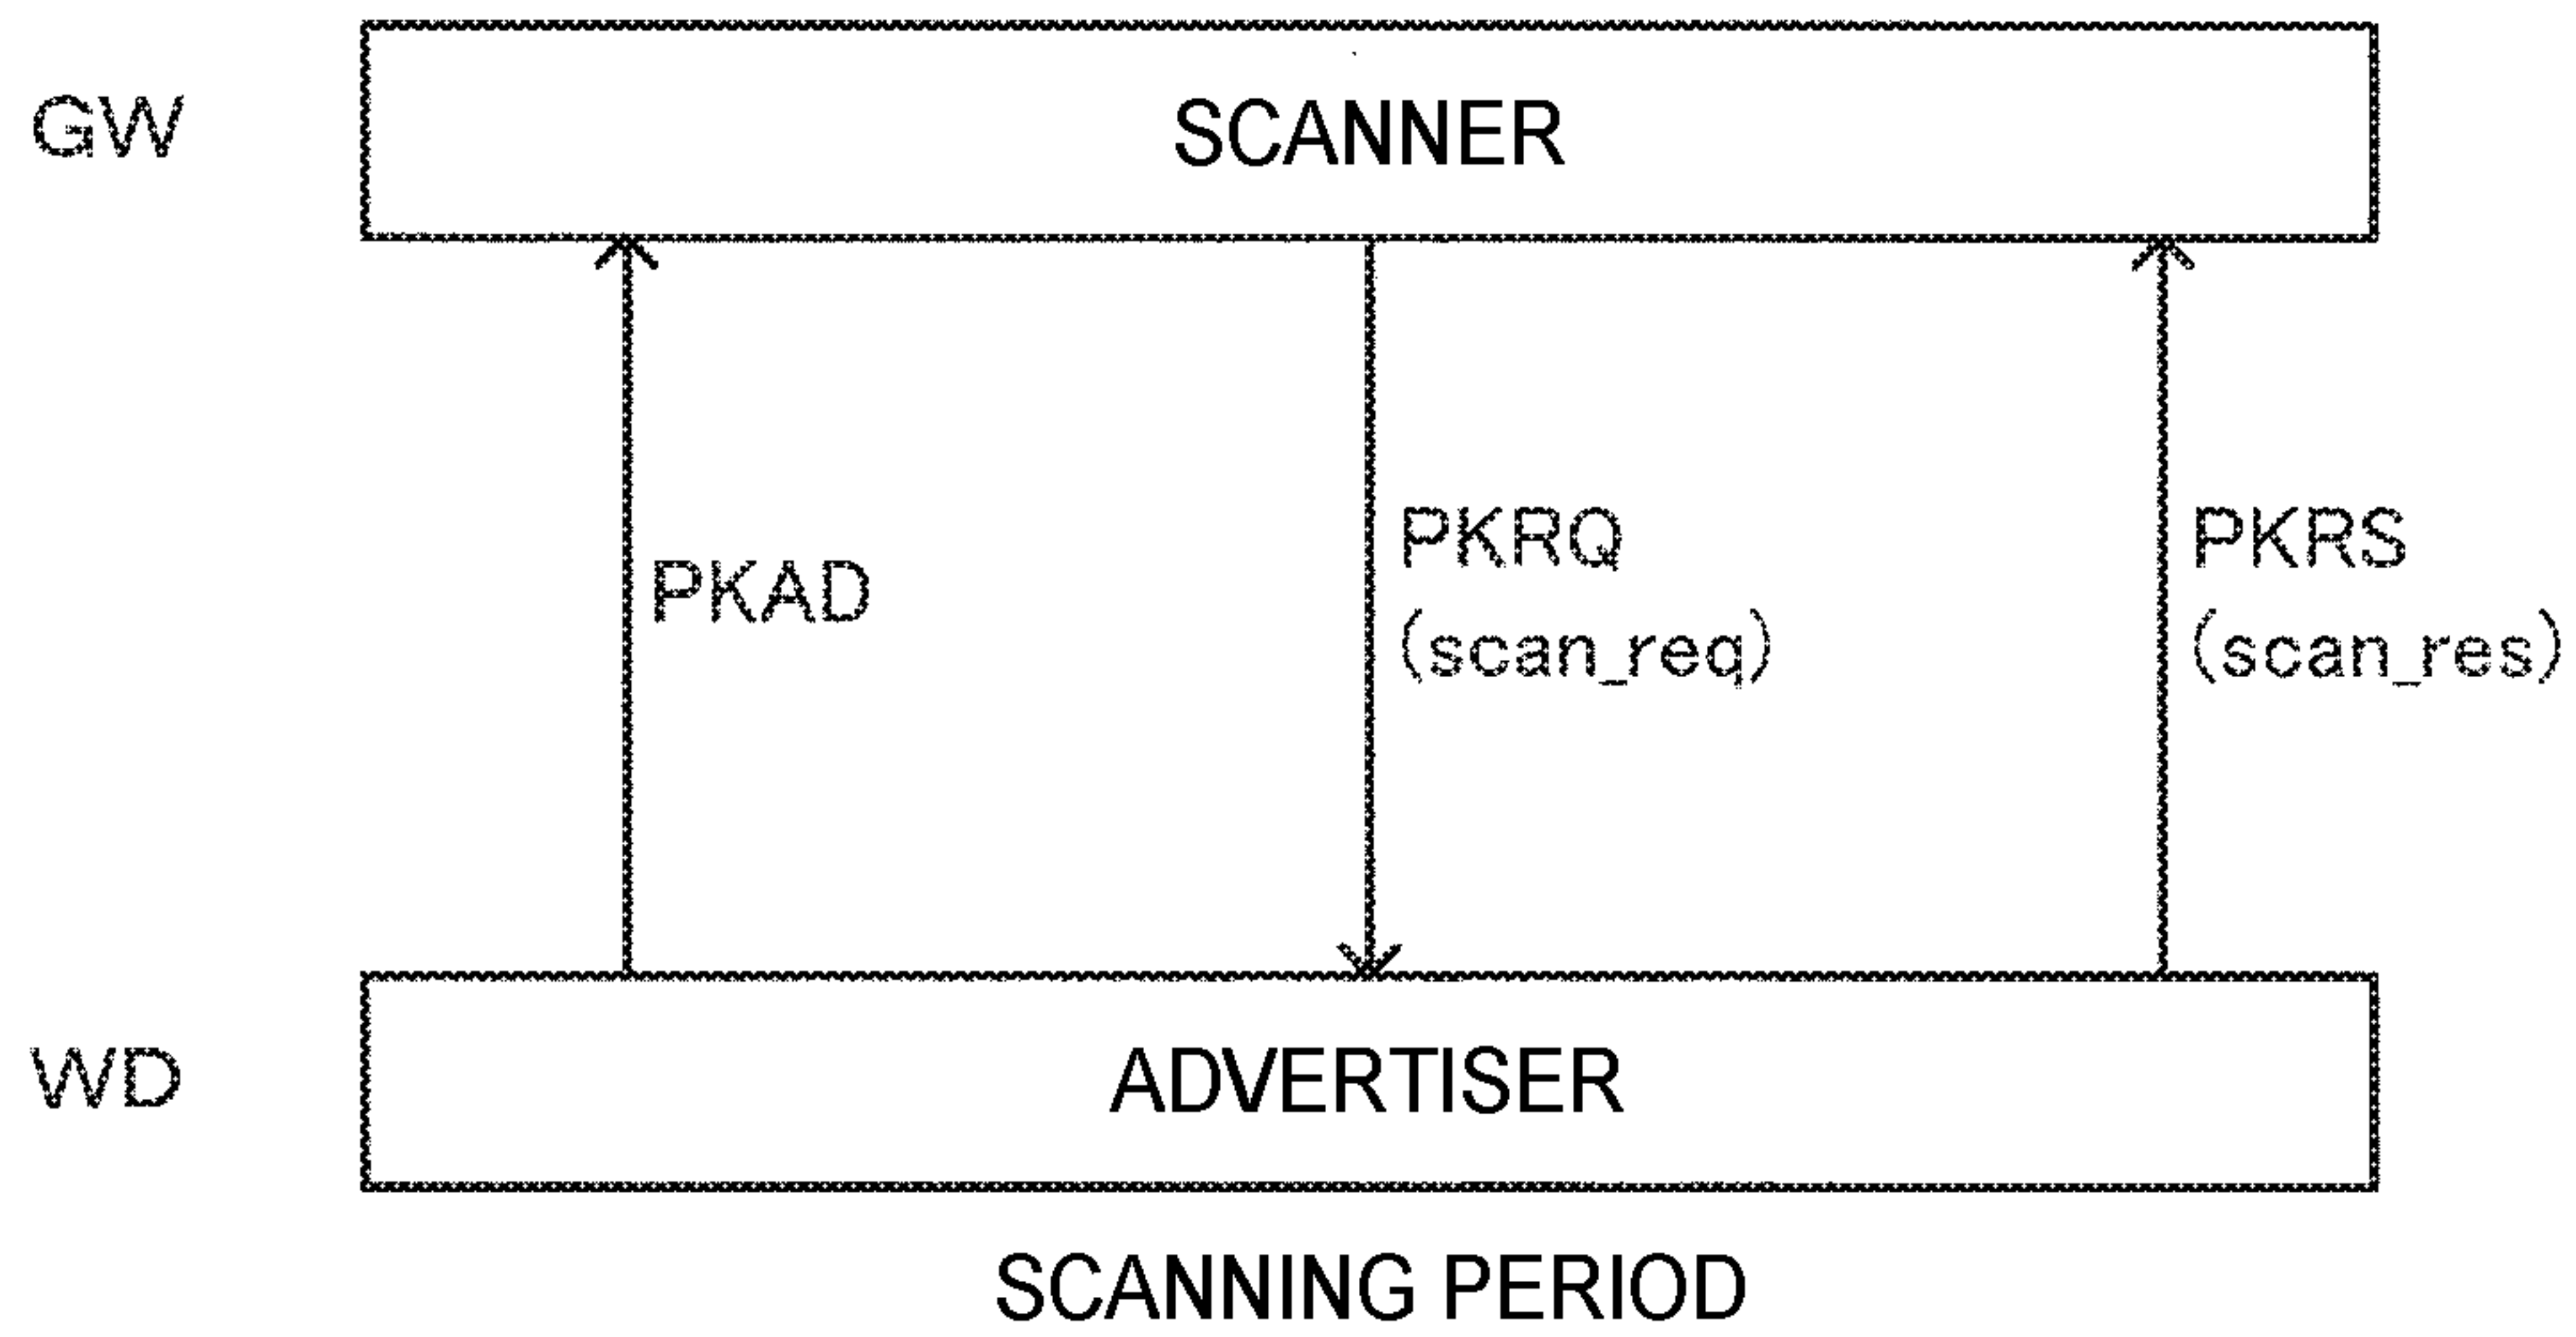 GW
SCANNER
PKAD
PKRQ
(scan_req)
PKRS
(scan_res)
WD
ADVERTISER
SCANNING PERIOD